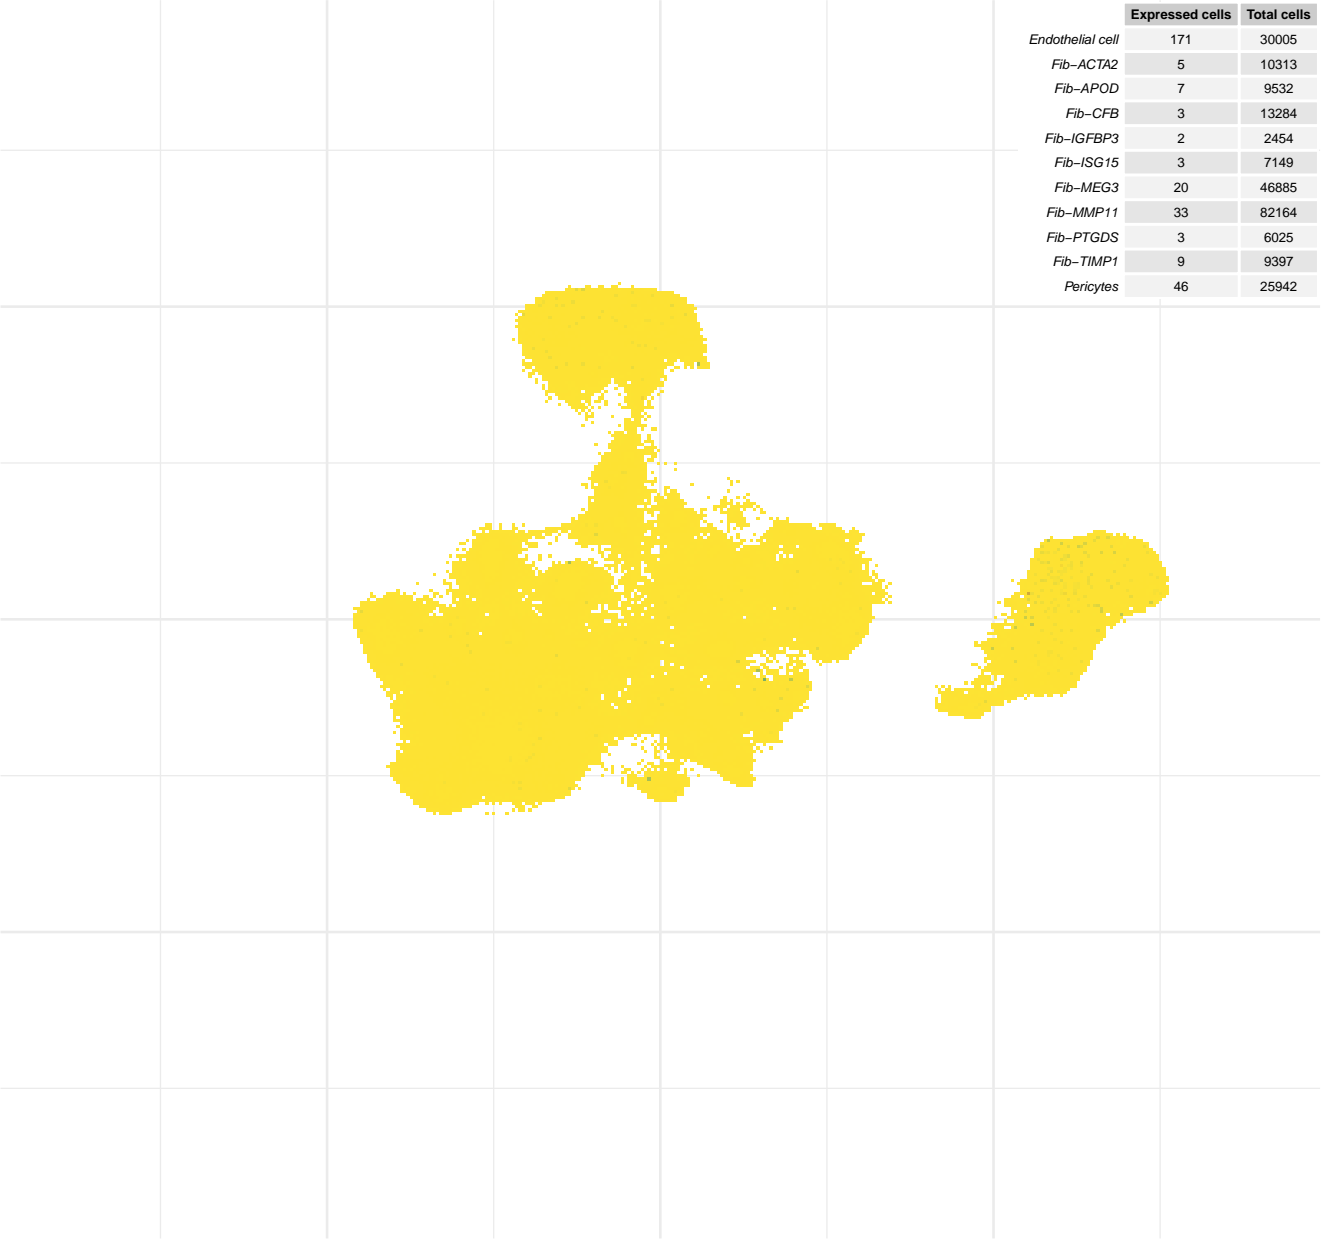 Expressed cells Total cells
Endothelial cell 171 30005
Fib−ACTA2 5 10313
Fib−APOD 7 9532
Fib−CFB 3 13284
Fib−IGFBP3 2 2454
Fib−ISG15 3 7149
Fib−MEG3 20 46885
Fib−MMP11 33 82164
Fib−PTGDS 3 6025
Fib−TIMP1 9 9397
Pericytes 46 25942